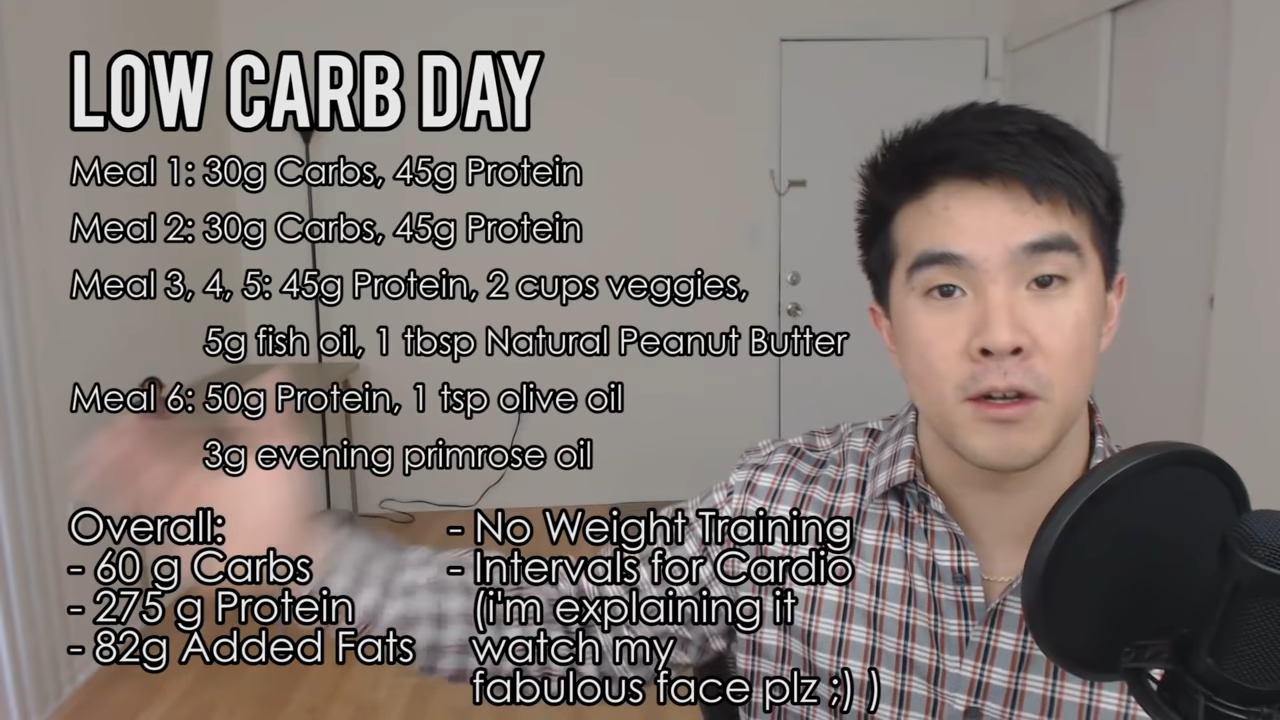 LOW CARB DAY
Meal 1: 30g Carbs, 45g Protein
Meal 2: 30g Carbs, 45g Protein
Meal 3, 4, 5: 45g Protein, 2 cups veggies,
5g fish oil, 1 tbsp Natural Peanut Butter
Meal 6: 50g Protein, 1 tsp olive oil
3g evening primrose oil
Overall:
- 60 g Carbs
- 275 g Protein
- 82g Added Fats
- No Weight Training
- Intervals for Cardio
(i'm explaining it
watch my
fabulous face plz ;) )